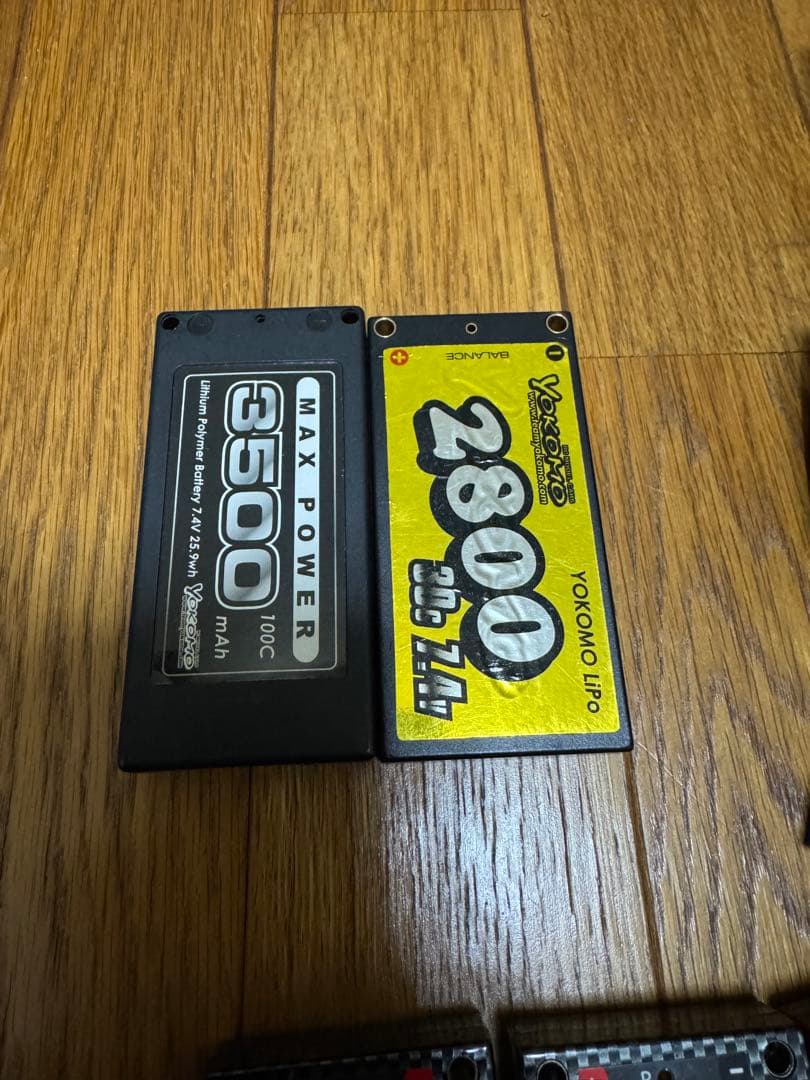 MAX POWER
3500
100C
mAh
Lithium Polymer Battery 7.4V 25.9wh
YOKOMO
BALANCE
YOKOMO
www.teamyokomo.com
YOKOMO LiPo
2800
30c 7.4v